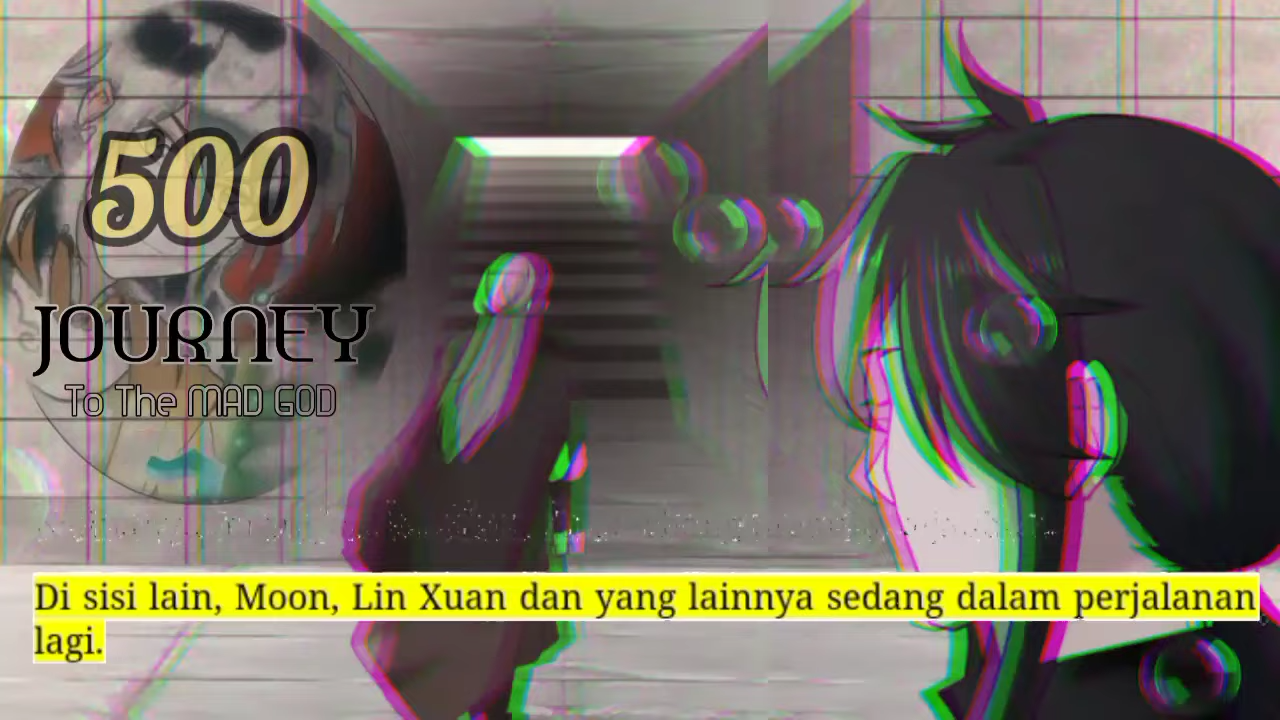 500
JOURNEY
To The MAD GOD
Di sisi lain, Moon, Lin Xuan dan yang lainnya sedang dalam perjalanan
lagi.